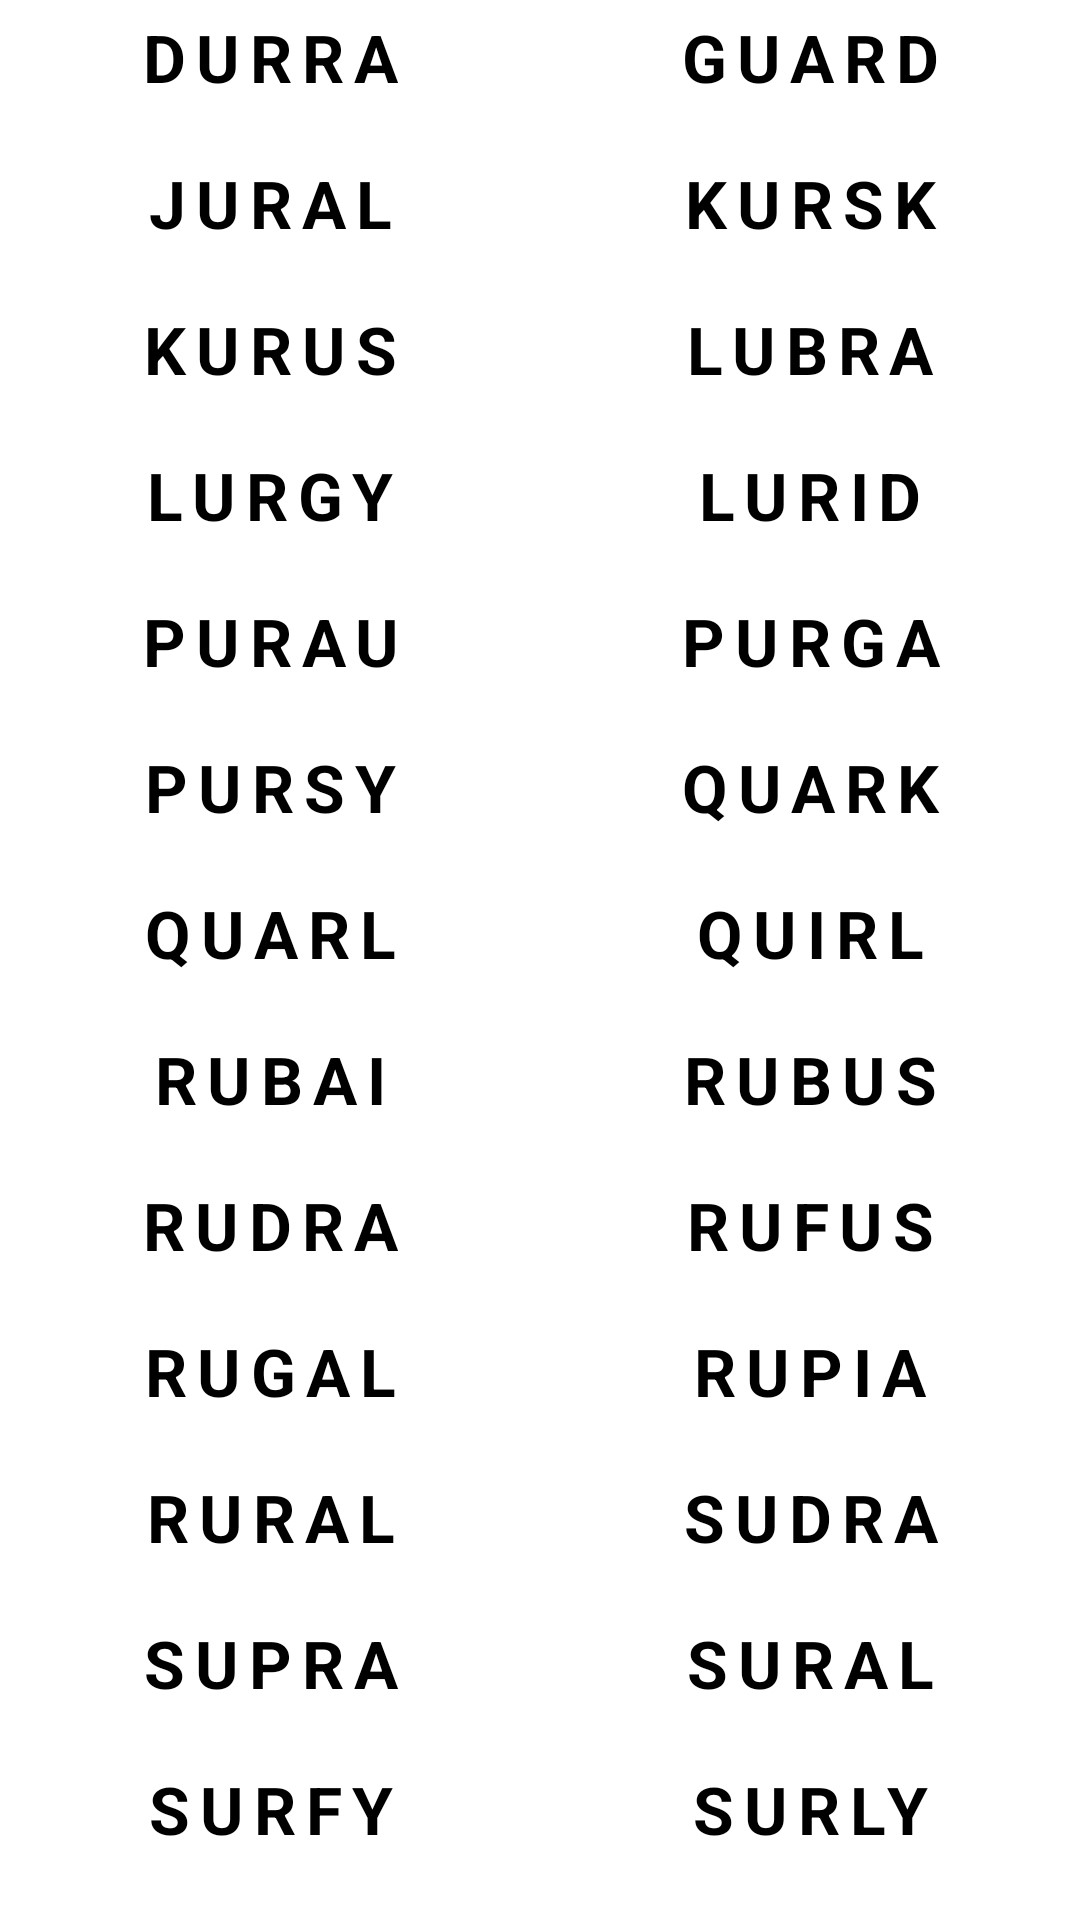 DURRA GUARD
JURAL KURSK
KURUS LUBRA
LURGY LURID
PURAU PURGA
PURSY QUARK
QUARL QUIRL
RUBAI RUBUS
RUDRA RUFUS
RUGAL RUPIA
RURAL SUDRA
SUPRA SURAL
SURFY SURLY